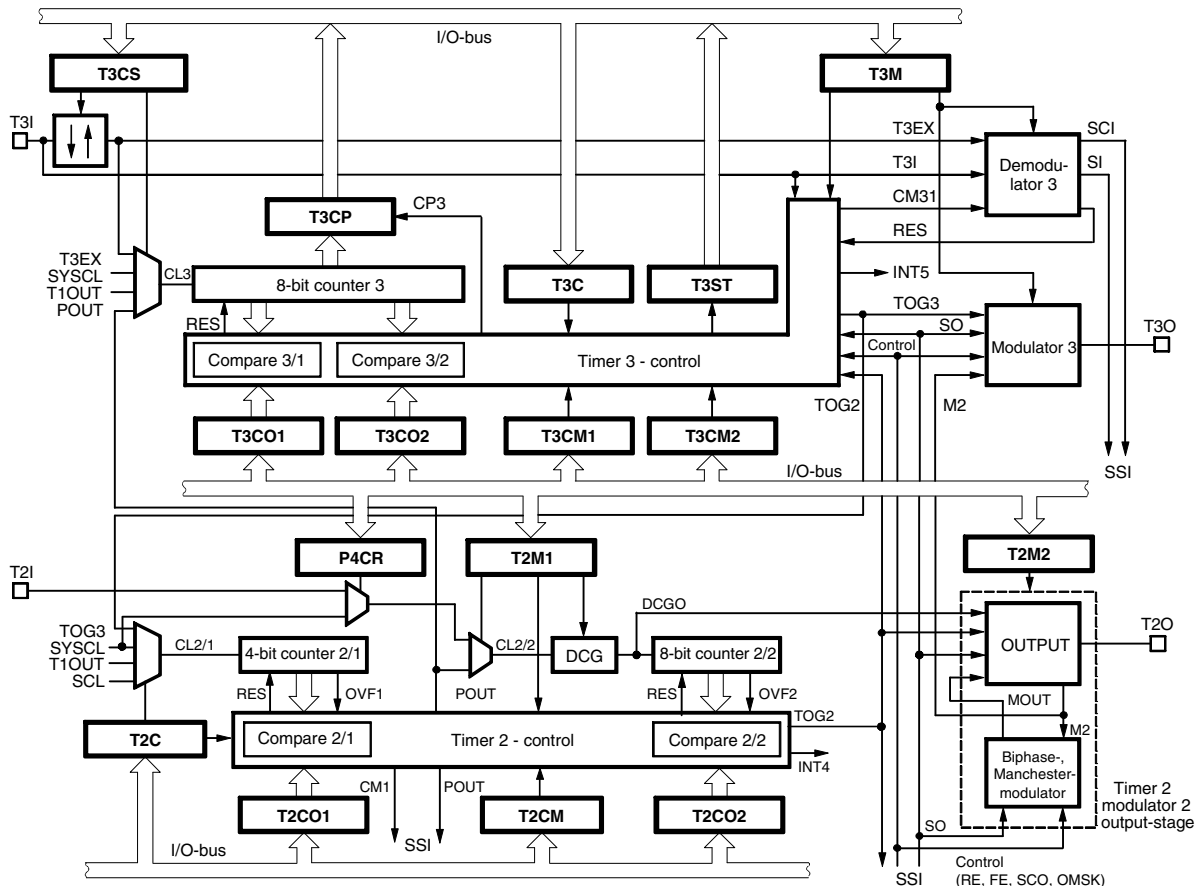 I/O-bus
T3CS
T3M
T3I
T3EX
SCI
T3I
SI
Demodu-
lator 3
CM31
T3CP
CP3
RES
T3EX
SYSCL
T1OUT
POUT
CL3
8-bit counter 3
T3C
T3ST
INT5
RES
TOG3
SO
Control
Modulator 3
T3O
Compare 3/1
Compare 3/2
Timer 3 - control
TOG2
M2
T3CO1
T3CO2
T3CM1
T3CM2
SSI
I/O-bus
P4CR
T2M1
T2M2
T2I
DCGO
TOG3
SYSCL
T1OUT
SCL
CL2/1
4-bit counter 2/1
CL2/2
DCG
8-bit counter 2/2
OUTPUT
T2O
RES
OVF1
POUT
RES
OVF2
MOUT
TOG2
M2
T2C
Compare 2/1
Timer 2 - control
Compare 2/2
INT4
Biphase-,
Manchester-
modulator
Timer 2
modulator 2
output-stage
CM1
POUT
T2CO1
T2CM
T2CO2
SO
SSI
I/O-bus
SSI
Control
(RE, FE, SCO, OMSK)